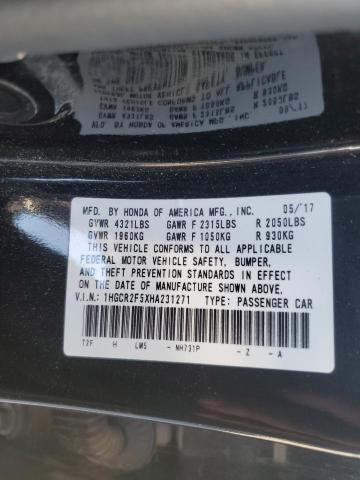 MFD. BY HONDA OF AMERICA MFG., INC. 05/17
GVWR 4321LBS GAWR F 2315LBS R 2050LBS
GVWR 1960KG GAWR F 1050KG R 930KG
THIS VEHICLE CONFORMS TO ALL APPLICABLE
FEDERAL MOTOR VEHICLE SAFETY, BUMPER,
AND THEFT PREVENTION STANDARDS IN EFFECT
ON THE DATE OF MANUFACTURE SHOWN ABOVE.
V.I.N.: 1HGCR2F5XHA231271 TYPE: PASSENGER CAR
T2F H LW5 - NH731P - Z - A